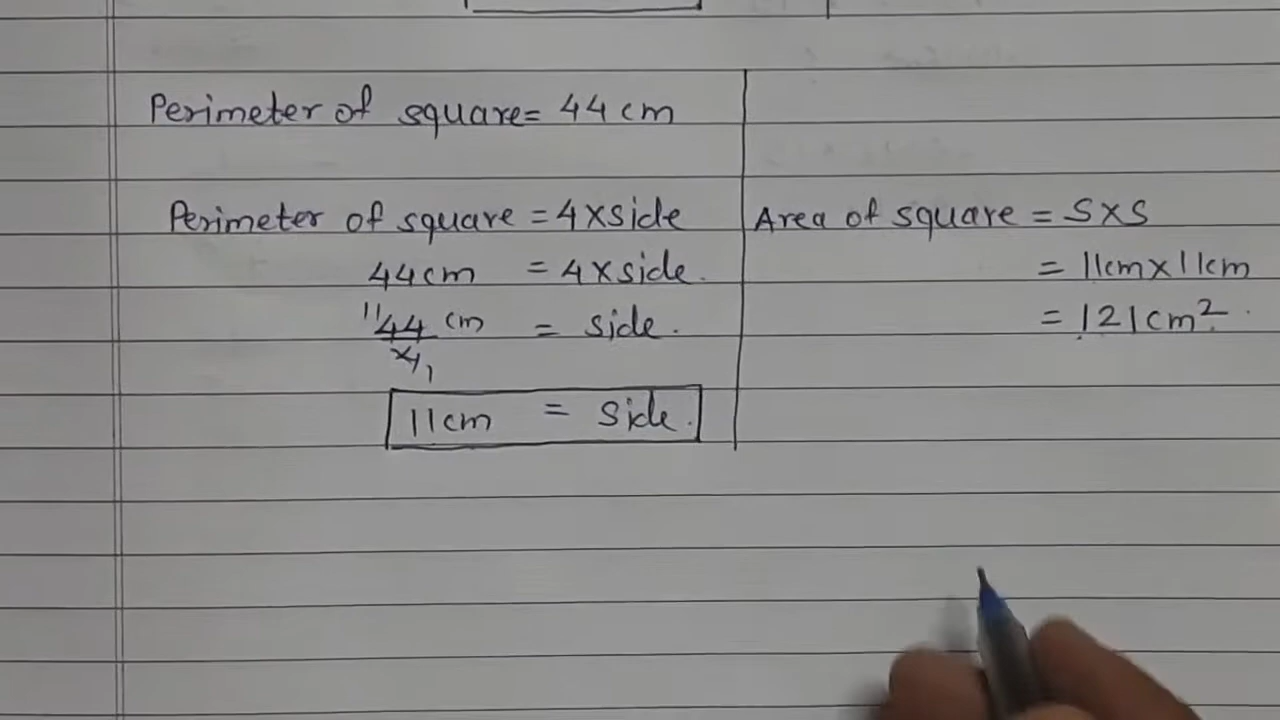 Perimeter of square = 44 cm
Perimeter of square = 4 x side
44 cm = 4 x side.
11
44 cm = side.
4 1
11 cm = side.
Area of square = S x S
= 11cm x 11cm
= 121 cm²